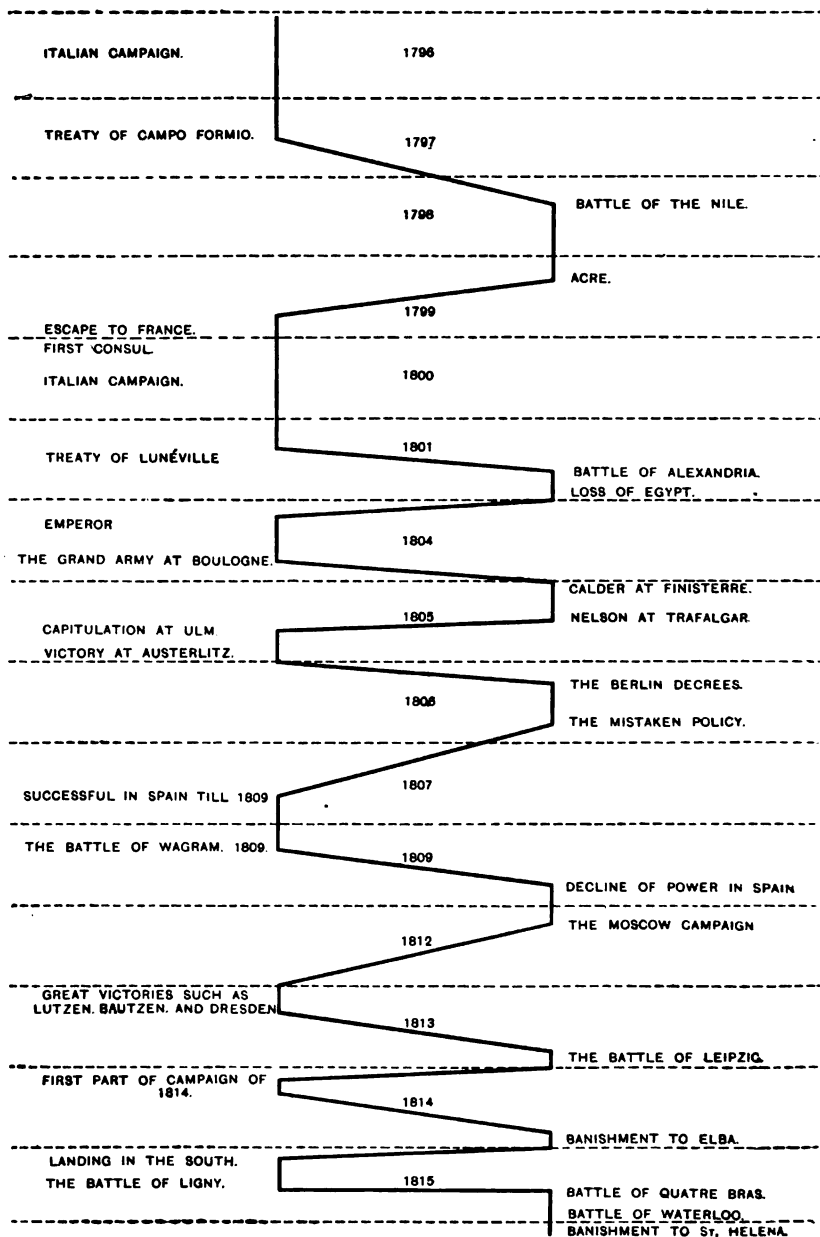 ITALIAN CAMPAIGN. 1796
TREATY OF CAMPO FORMIO. 1797
BATTLE OF THE NILE.
1798
ACRE.
1799
ESCAPE TO FRANCE.
FIRST CONSUL.
1800
ITALIAN CAMPAIGN.
1801
TREATY OF LUNÉVILLE
BATTLE OF ALEXANDRIA.
LOSS OF EGYPT.
EMPEROR
1804
THE GRAND ARMY AT BOULOGNE.
CALDER AT FINISTERRE.
1805 NELSON AT TRAFALGAR.
CAPITULATION AT ULM
VICTORY AT AUSTERLITZ.
THE BERLIN DECREES.
1806
THE MISTAKEN POLICY.
1807
SUCCESSFUL IN SPAIN TILL 1809
THE BATTLE OF WAGRAM. 1809.
1809
DECLINE OF POWER IN SPAIN
THE MOSCOW CAMPAIGN
1812
GREAT VICTORIES SUCH AS
LUTZEN. BAUTZEN. AND DRESDEN
1813
THE BATTLE OF LEIPZIG.
FIRST PART OF CAMPAIGN OF
1814.
1814
BANISHMENT TO ELBA.
LANDING IN THE SOUTH.
THE BATTLE OF LIGNY. 1815
BATTLE OF QUATRE BRAS.
BATTLE OF WATERLOO.
BANISHMENT TO ST. HELENA.